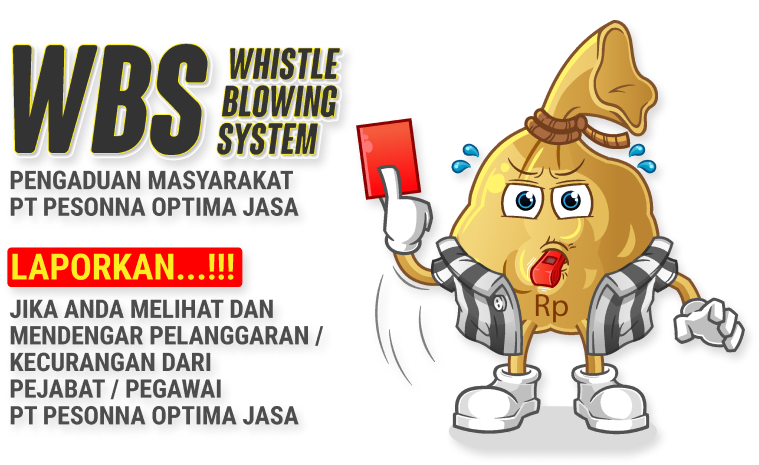 WBS
WHISTLE
BLOWING
SYSTEM
PENGADUAN MASYARAKAT
PT PESONNA OPTIMA JASA
LAPORKAN...!!!
JIKA ANDA MELIHAT DAN
MENDENGAR PELANGGARAN /
KECURANGAN DARI
PEJABAT / PEGAWAI
PT PESONNA OPTIMA JASA
Rp